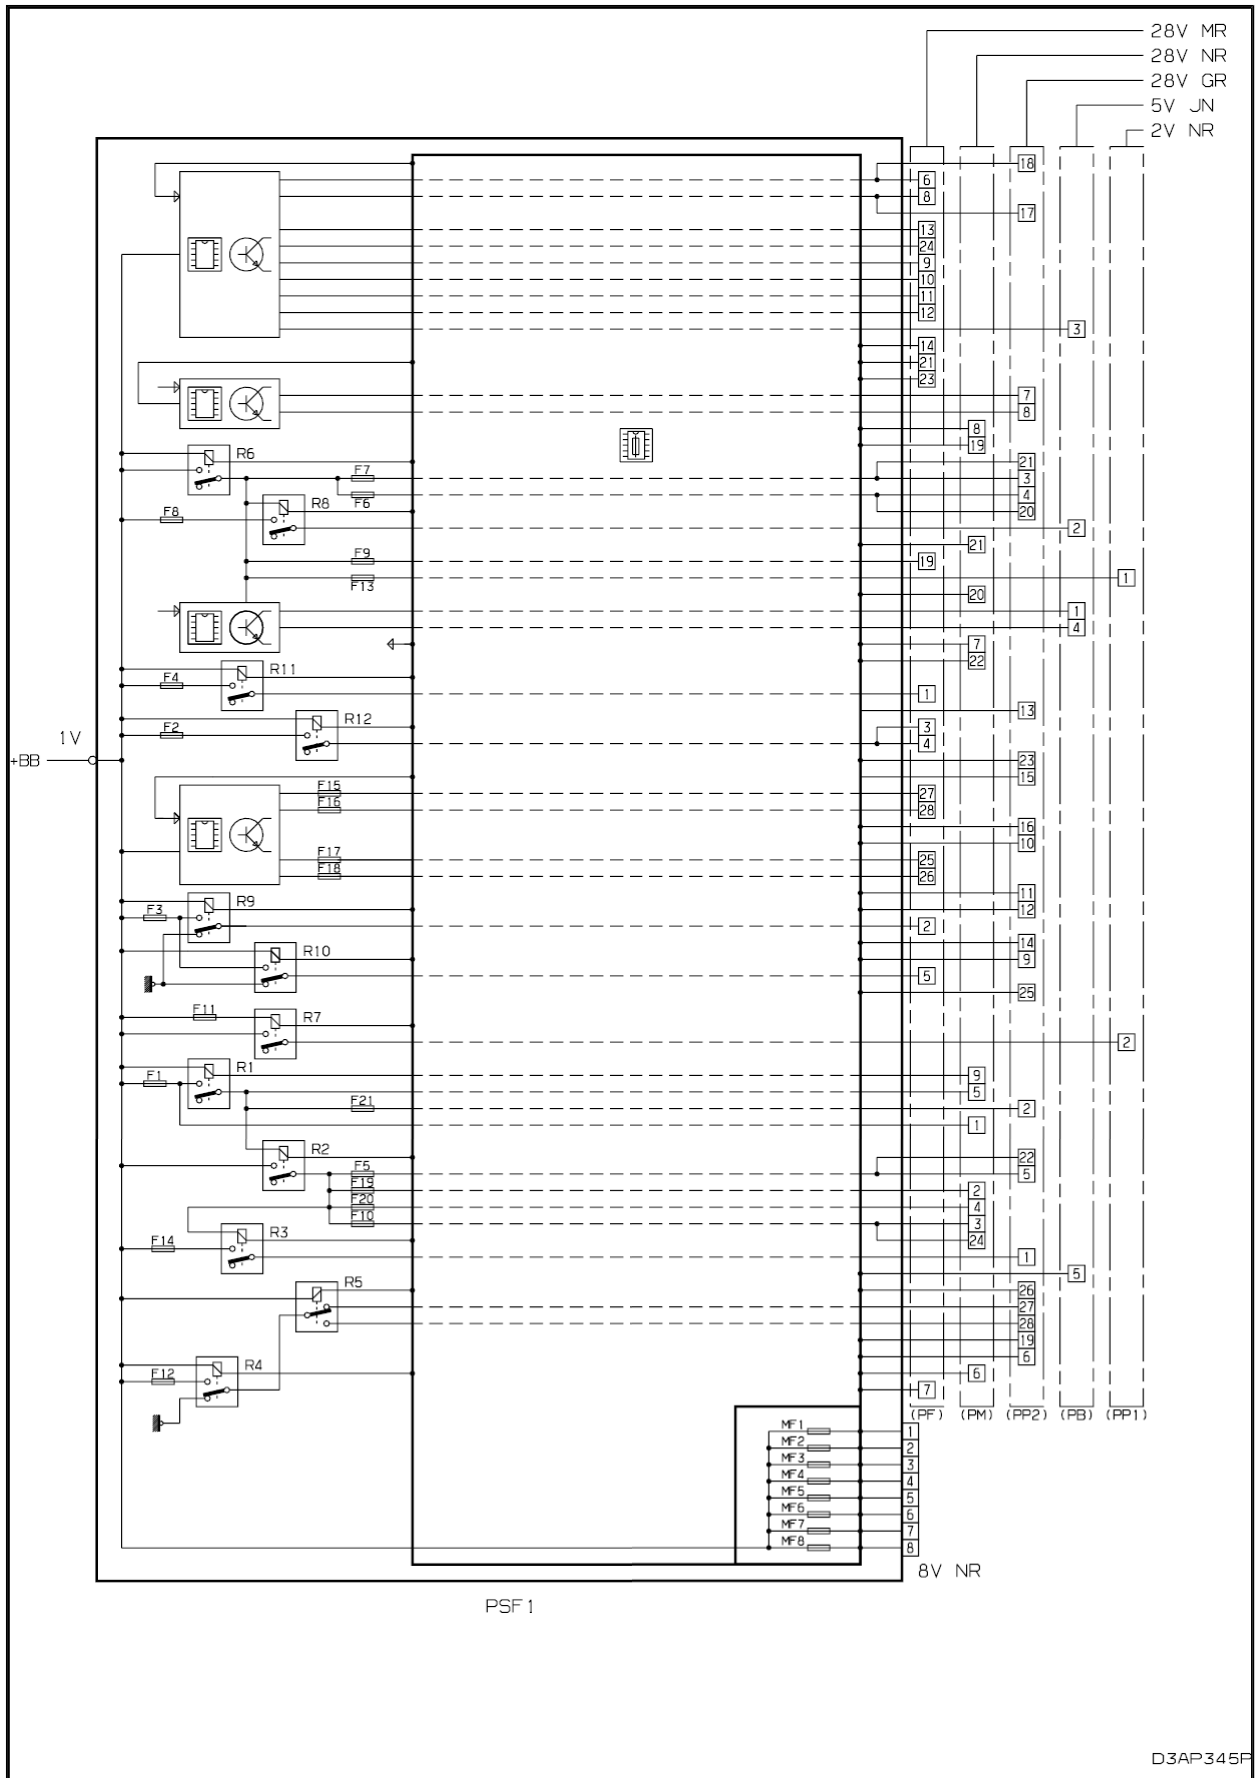 28V MR
28V NR
28V GR
5V JN
2V NR
18
6
8
17
13
24
9
10
11
12
3
14
21
23
7
8
8
R6
19
21
F7
3
R8
F6
4
F8
20
2
21
F9
19
F13
1
20
1
4
7
R11
22
F4
1
13
R12
F2
3
1V
4
+BB
23
15
F15
27
F16
28
16
10
F17
25
F18
26
R9
11
F3
12
2
14
R10
9
5
25
F11
R7
2
R1
9
F1
5
F21
2
1
R2
22
F5
5
F19
2
F20
4
F10
3
R3
24
F14
1
5
R5
26
27
28
19
6
R4
F12
6
7
(PF) (PM) (PP2) (PB) (PP1)
MF1 1
MF2 2
MF3 3
MF4 4
MF5 5
MF6 6
MF7 7
MF8 8
8V NR
PSF1
D3AP345P